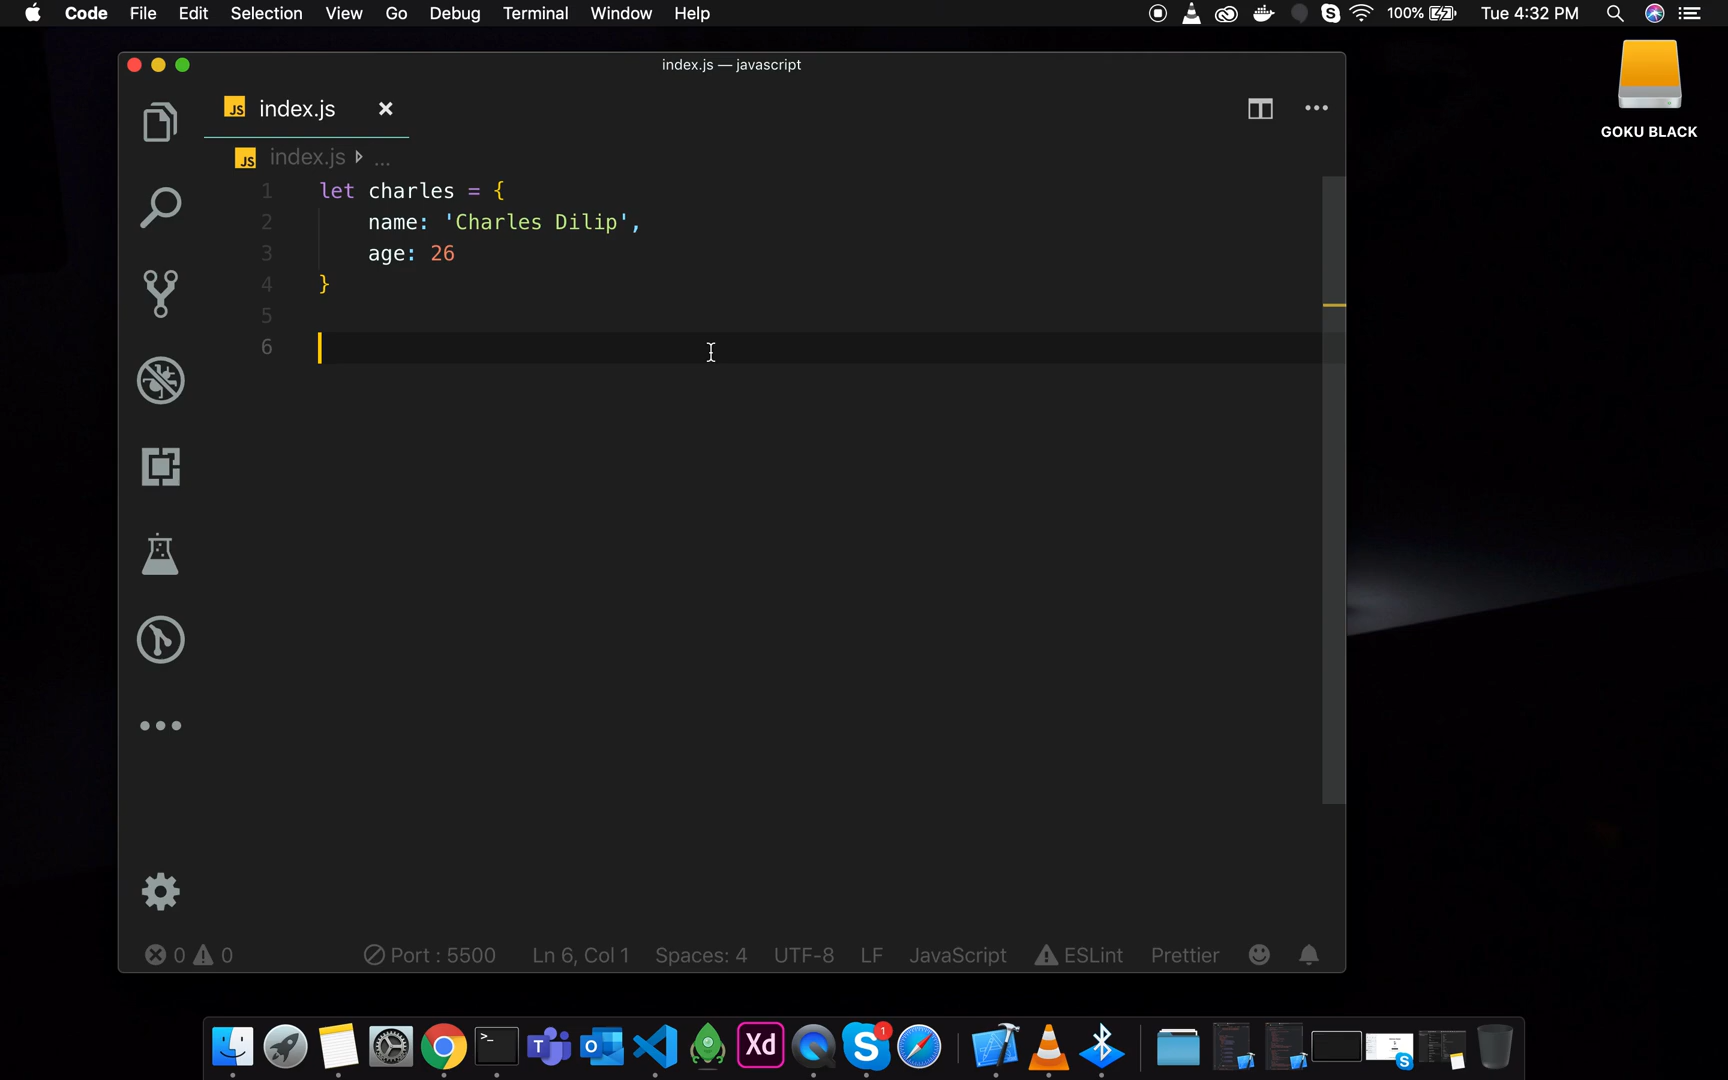 Code File Edit Selection View Go Debug Terminal Window Help 100% Tue 4:32 PM
index.js — javascript
GOKU BLACK
JS index.js
JS index.js ...
1 let charles = {
2 name: 'Charles Dilip',
3 age: 26
4 }
5
6
0 0 Port : 5500 Ln 6, Col 1 Spaces: 4 UTF-8 LF JavaScript ESLint Prettier
>_ T O Xd S 1 S